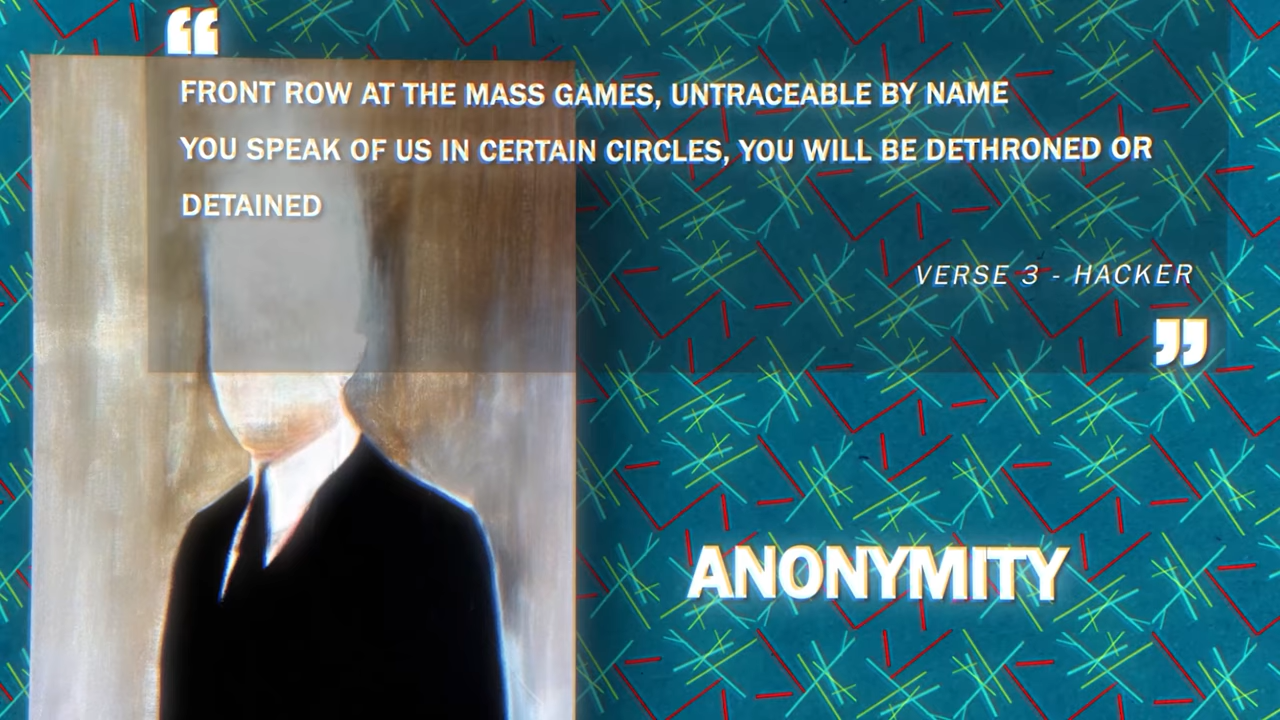 “
FRONT ROW AT THE MASS GAMES, UNTRACEABLE BY NAME
YOU SPEAK OF US IN CERTAIN CIRCLES, YOU WILL BE DETHRONED OR
DETAINED
VERSE 3 - HACKER
”
ANONYMITY